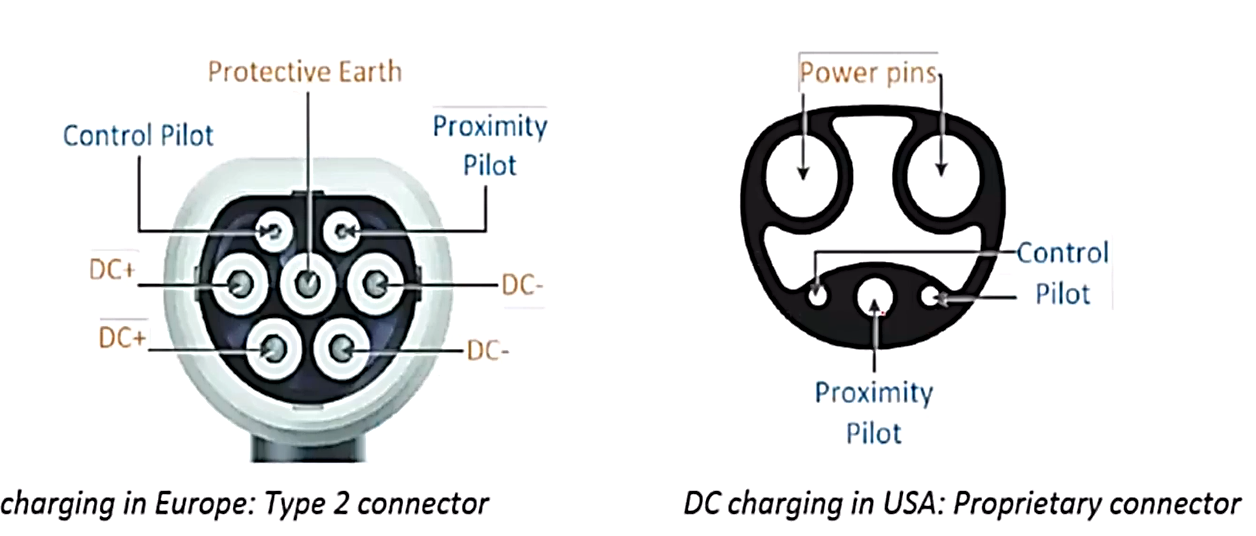 Protective Earth
Control Pilot
Proximity
Pilot
DC+
DC-
DC+
DC-
charging in Europe: Type 2 connector
Power pins
Control
Pilot
Proximity
Pilot
DC charging in USA: Proprietary connector